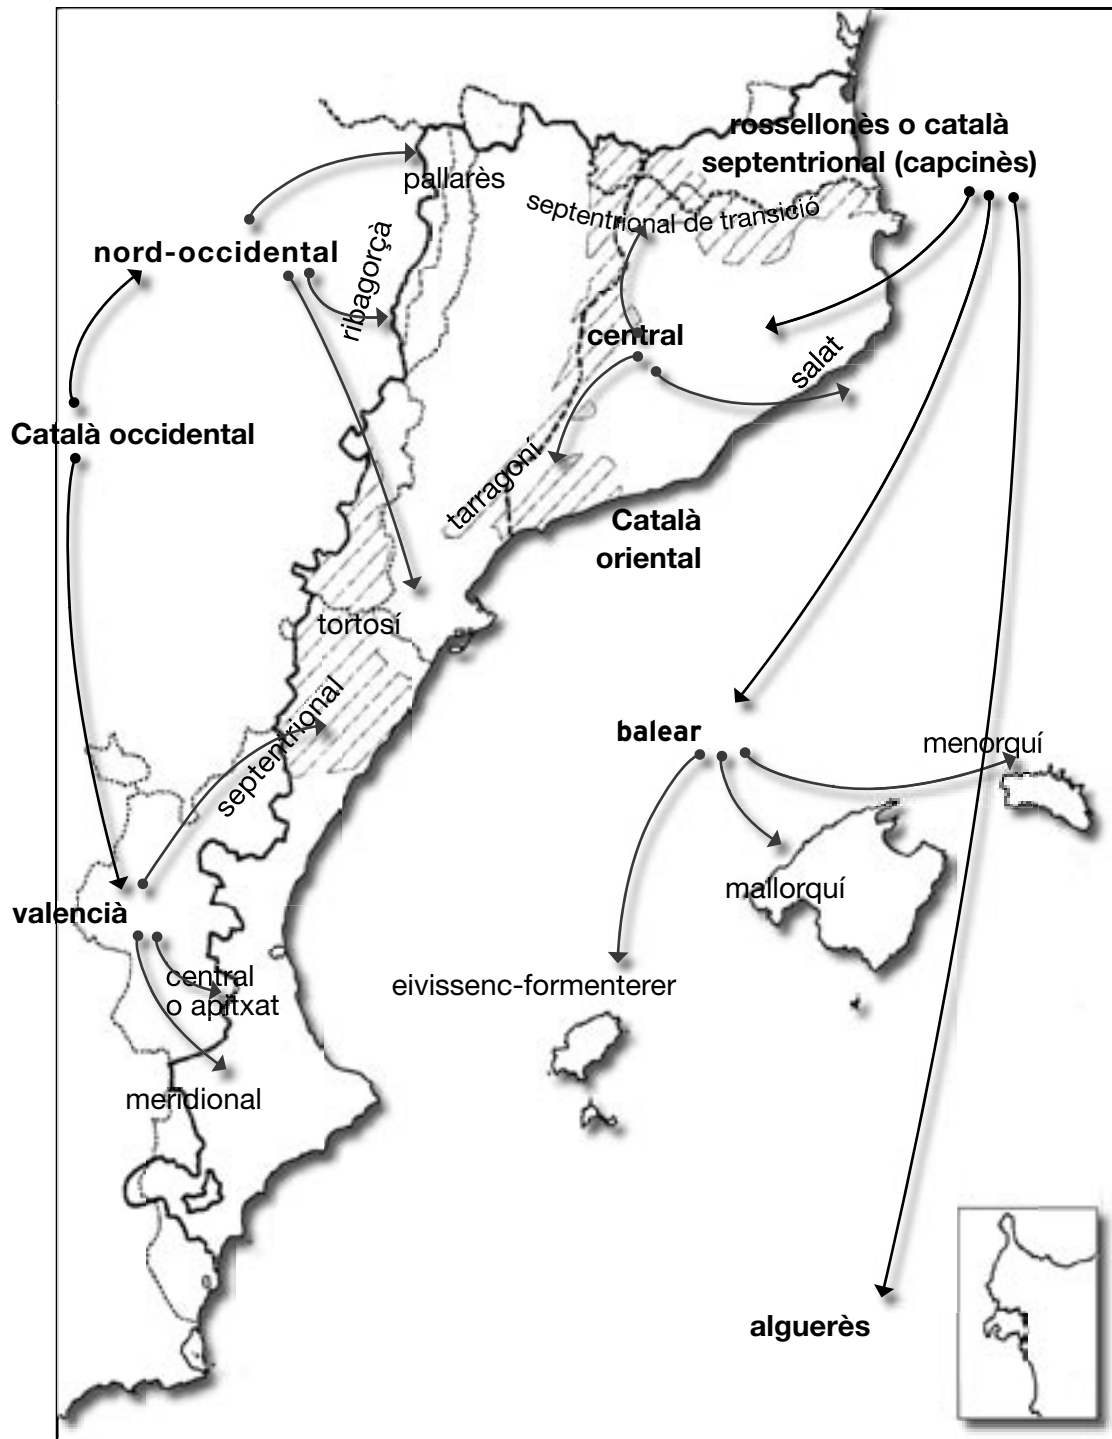 rossellonès o català
septentrional (capcinès)
pallarès
septentrional de transició
nord-occidental
ribagorçà
central
salat
Català occidental
tarragoní
Català
oriental
tortosí
septentrional
balear
menorquí
mallorquí
valencià
central
o apitxat
eivissenc-formenterer
meridional
alguerès